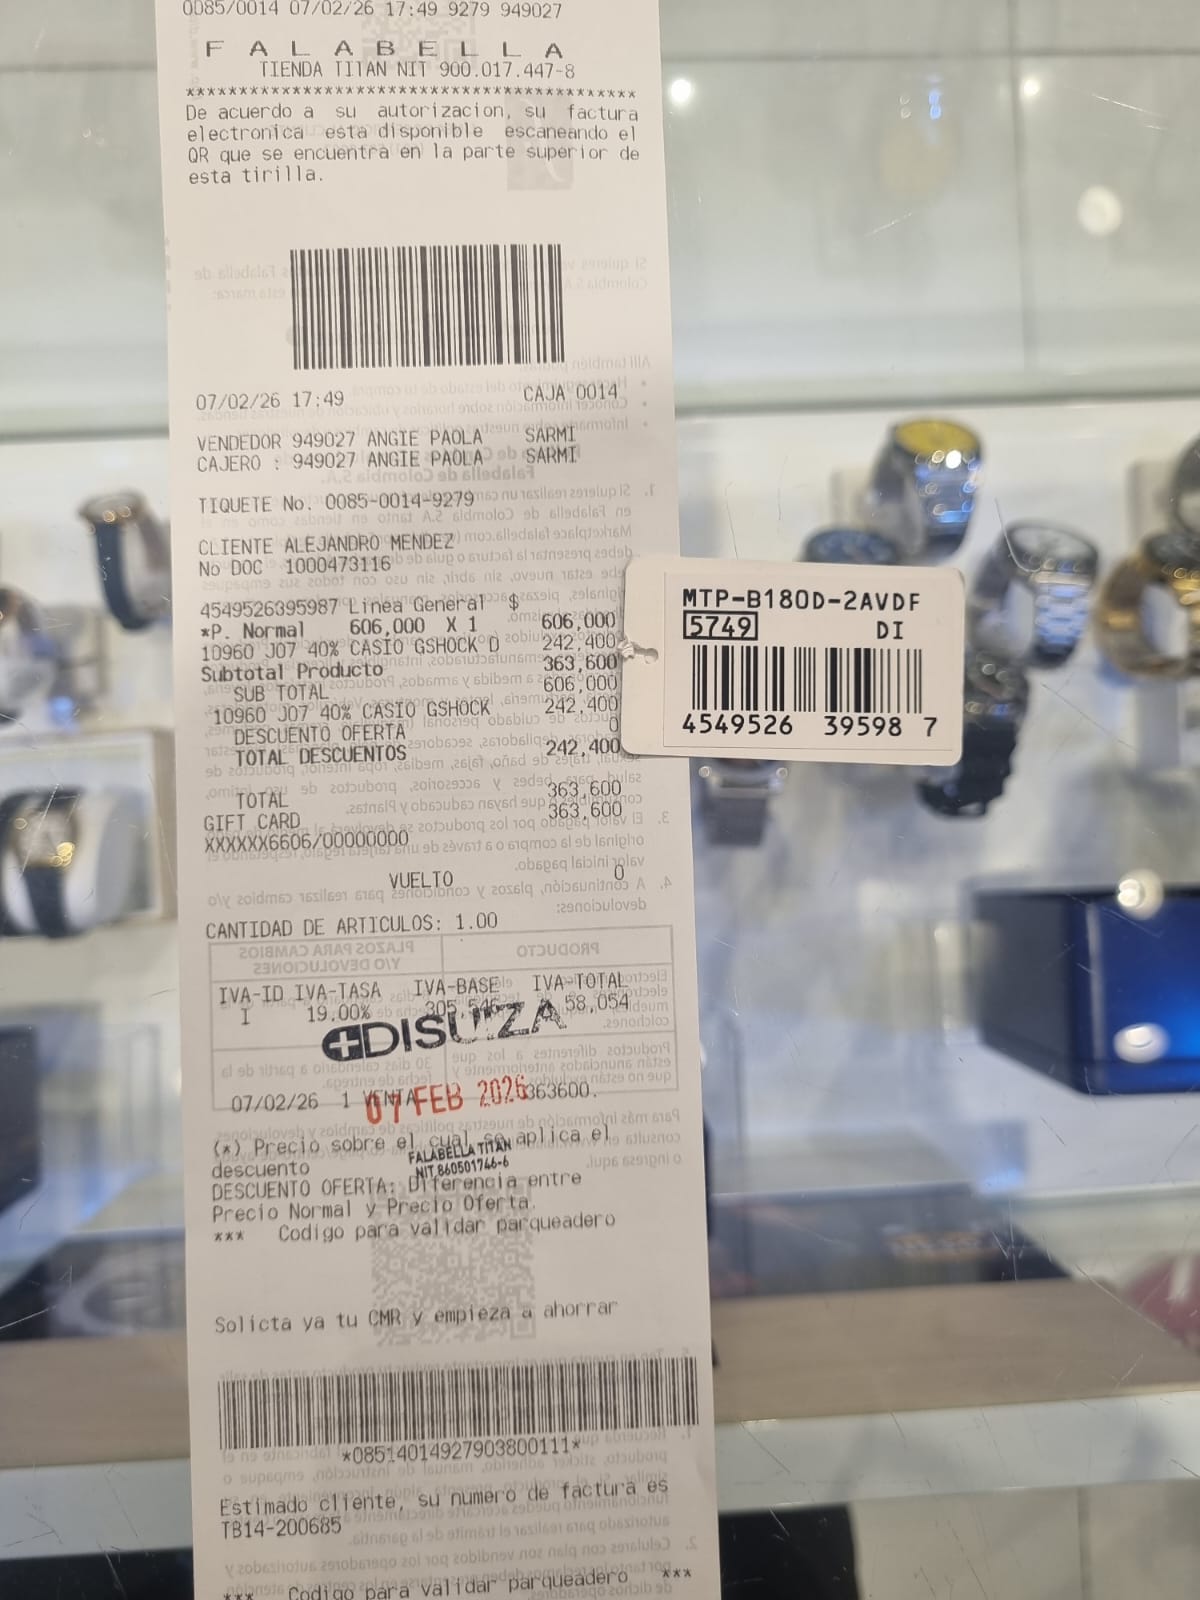 0085/0014 07/02/26 17:49 9279 949027
F A L A B E L L A
TIENDA TITAN NIT 900.017.447-8
******************************************
De acuerdo a su autorizacion, su factura
electronica esta disponible escaneando el
QR que se encuentra en la parte superior de
esta tirilla.
07/02/26 17:49 CAJA 0014
VENDEDOR 949027 ANGIE PAOLA SARMI
CAJERO : 949027 ANGIE PAOLA SARMI
TIQUETE No. 0085-0014-9279
CLIENTE ALEJANDRO MENDEZ
No DOC 1000473116
4549526395987 Linea General $
*P. Normal 606,000 X 1 606,000
10960 J07 40% CASIO GSHOCK D 242,400
Subtotal Producto 363,600
SUB TOTAL 606,000
10960 J07 40% CASIO GSHOCK 242,400
DESCUENTO OFERTA 0
TOTAL DESCUENTOS 242,400
TOTAL 363,600
GIFT CARD 363,600
XXXXXX6606/00000000
VUELTO 0
CANTIDAD DE ARTICULOS: 1.00
IVA-ID IVA-TASA IVA-BASE IVA-TOTAL
I 19.00% 305,546 58,054
DISUIZA
07/02/26 1 VENTA 363600.
07 FEB 2026
(*) Precio sobre el cual se aplica el
descuento
FALABELLA TITAN
NIT 860501746-6
DESCUENTO OFERTA: Diferencia entre
Precio Normal y Precio Oferta.
*** Codigo para validar parqueadero
Solicta ya tu CMR y empieza a ahorrar
*08514014927903800111*
Estimado cliente, su numero de factura es
TB14-200685
*** Codigo para validar parqueadero ***
MTP-B180D-2AVDF
5749 DI
4549526 39598 7